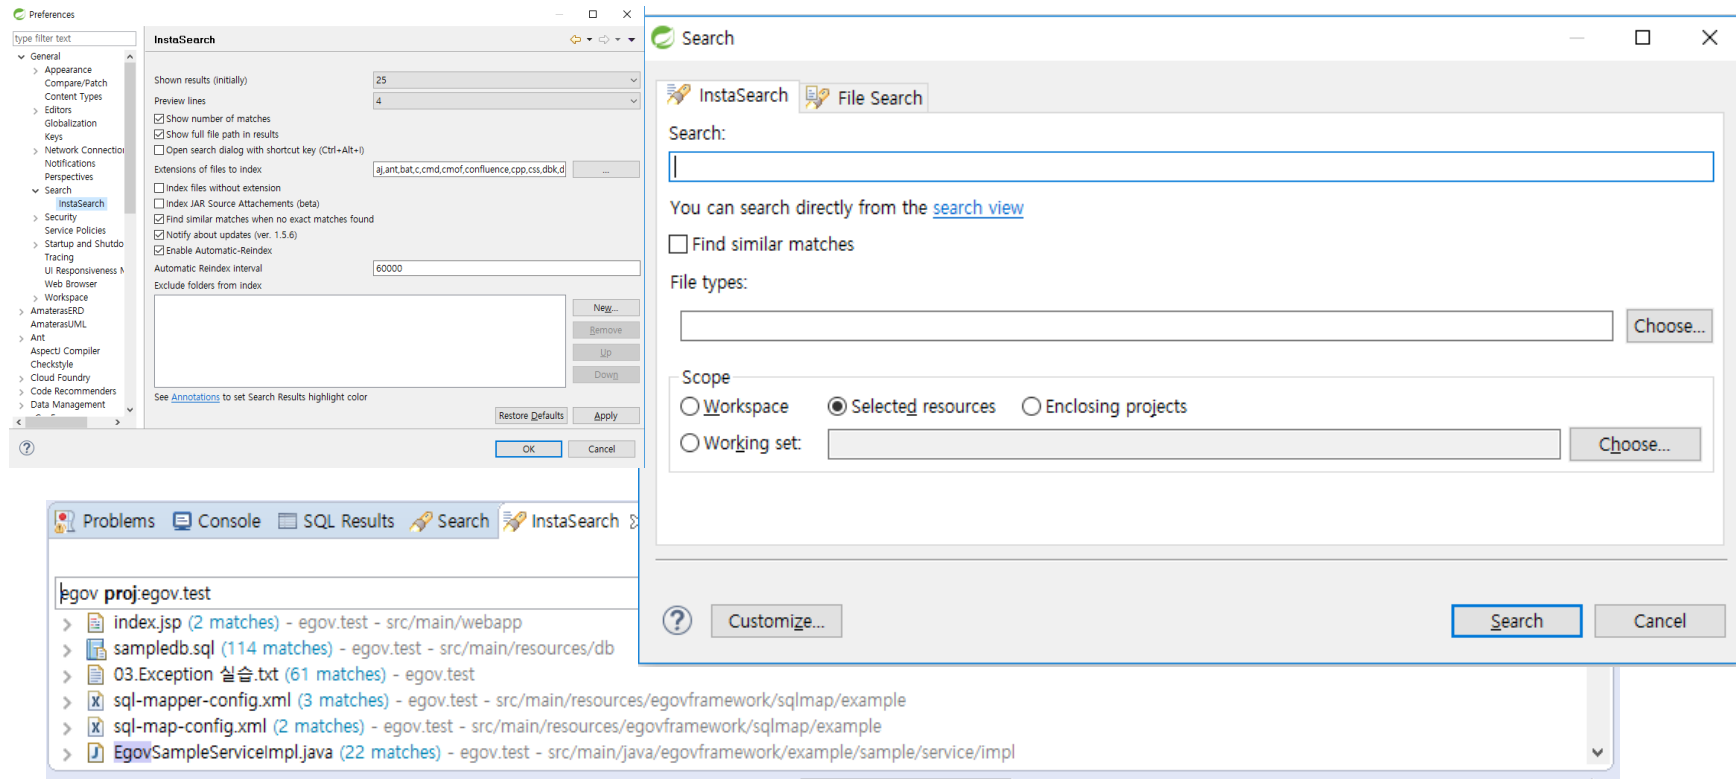 Preferences
type filter text
General
Appearance
Compare/Patch
Content Types
Editors
Globalization
Keys
Network Connection
Notifications
Perspectives
Search
InstaSearch
Security
Service Policies
Startup and Shutdo
Tracing
UI Responsiveness
Web Browser
Workspace
AmaterasERD
AmaterasUML
Ant
AspectJ Compiler
Checkstyle
Cloud Foundry
Code Recommenders
Data Management
InstaSearch
Shown results (initially) 25
Preview lines 4
Show number of matches
Show full file path in results
Open search dialog with shortcut key (Ctrl+Alt+I)
Extensions of files to index aj,ant,bat,c,cmd,cmof,confluence,cpp,css,dbk,d ...
Index files without extension
Index JAR Source Attachements (beta)
Find similar matches when no exact matches found
Notify about updates (ver. 1.5.6)
Enable Automatic-Reindex
Automatic Reindex interval 60000
Exclude folders from index
New...
Remove
Up
Down
See Annotations to set Search Results highlight color
Restore Defaults Apply
OK Cancel
Search
InstaSearch File Search
Search:
You can search directly from the search view
Find similar matches
File types:
Choose...
Scope
Workspace Selected resources Enclosing projects
Working set: Choose...
Customize... Search Cancel
Problems Console SQL Results Search InstaSearch
egov proj:egov.test
index.jsp (2 matches) - egov.test - src/main/webapp
sampledb.sql (114 matches) - egov.test - src/main/resources/db
03.Exception 실습.txt (61 matches) - egov.test
sql-mapper-config.xml (3 matches) - egov.test - src/main/resources/egovframework/sqlmap/example
sql-map-config.xml (2 matches) - egov.test - src/main/resources/egovframework/sqlmap/example
EgovSampleServiceImpl.java (22 matches) - egov.test - src/main/java/egovframework/example/sample/service/impl